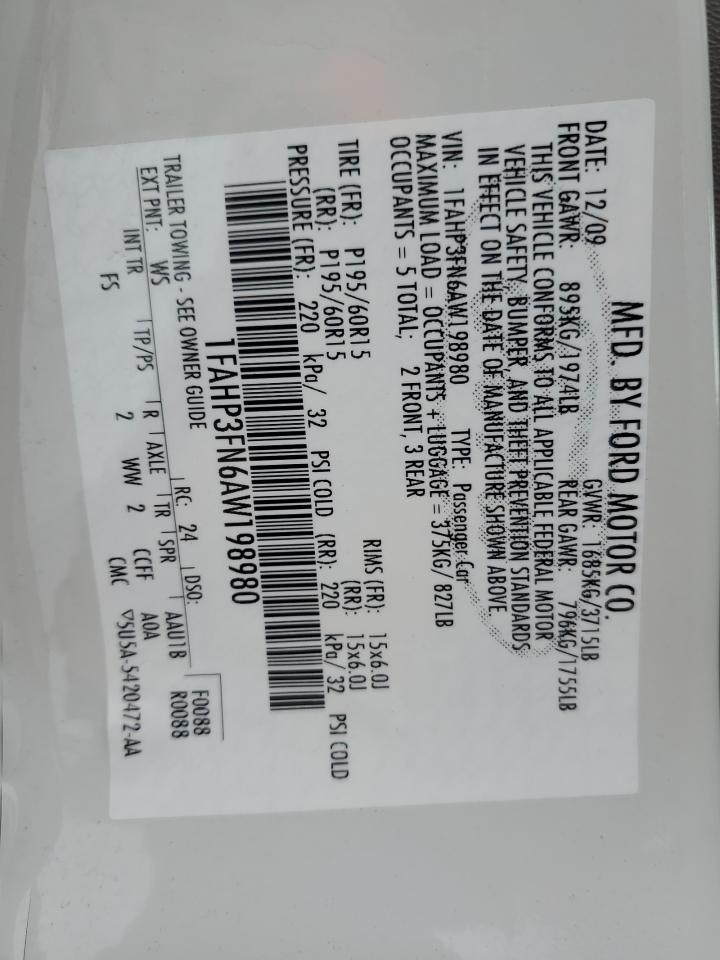 MFD. BY FORD MOTOR CO.
DATE: 12/09 GVWR: 1685KG/3715LB
FRONT GAWR: 895KG/1974LB REAR GAWR: 796KG/1755LB
THIS VEHICLE CONFORMS TO ALL APPLICABLE FEDERAL MOTOR
VEHICLE SAFETY, BUMPER, AND THEFT PREVENTION STANDARDS
IN EFFECT ON THE DATE OF MANUFACTURE SHOWN ABOVE.
VIN: 1FAHP3FN6AW198980 TYPE: Passenger Car
MAXIMUM LOAD = OCCUPANTS + LUGGAGE = 375KG/ 827LB
OCCUPANTS = 5 TOTAL; 2 FRONT, 3 REAR
TIRE (FR): P195/60R15 RIMS (FR): 15x6.0J
(RR): P195/60R15 (RR): 15x6.0J
PRESSURE (FR): 220 kPa/ 32 PSI COLD (RR): 220 kPa/ 32 PSI COLD
1FAHP3FN6AW198980
TRAILER TOWING - SEE OWNER GUIDE
EXT PNT: WS RC: 24 DSO: F0088
R0088
INT TR TP/PS R AXLE TR SPR AAU1B
FS 2 WW 2 CCFF A0A
CMC ▽5U5A-5420472-AA